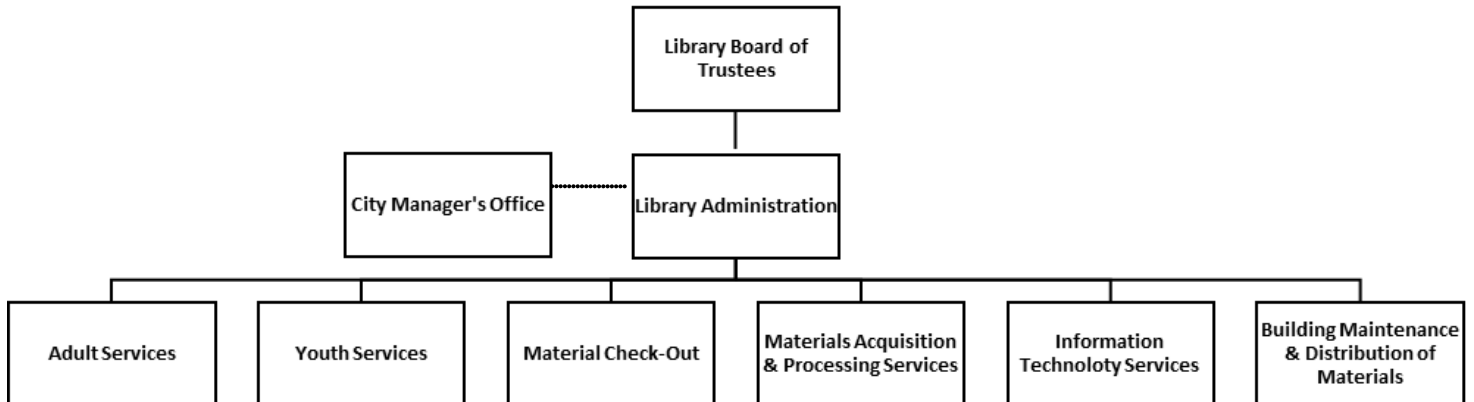 Library Board of
Trustees
City Manager's Office
Library Administration
Adult Services
Youth Services
Material Check-Out
Materials Acquisition
& Processing Services
Information
Technoloty Services
Building Maintenance
& Distribution of
Materials